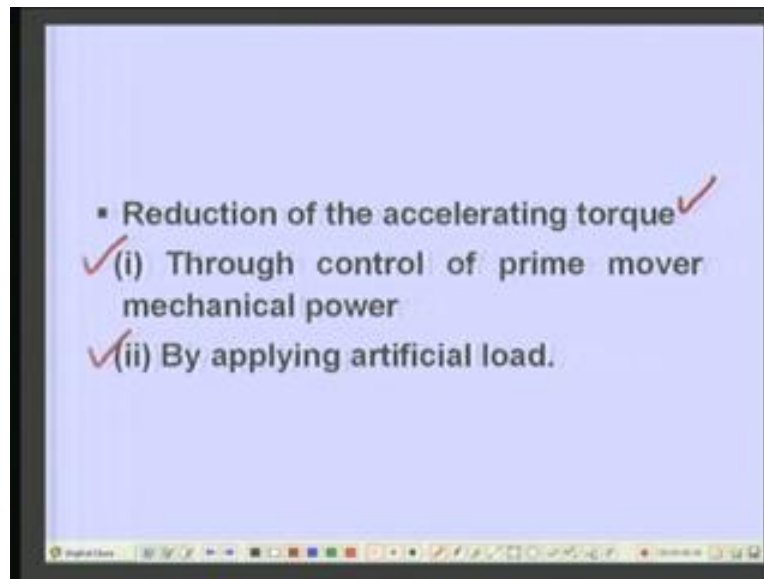 ▪ Reduction of the accelerating torque
(i) Through control of prime mover
mechanical power
(ii) By applying artificial load.